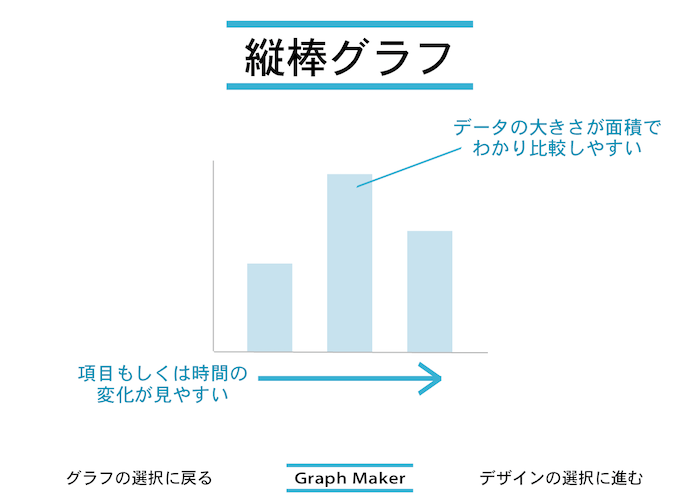 縦棒グラフ
データの大きさが面積で
わかり比較しやすい
項目もしくは時間の
変化が見やすい
グラフの選択に戻る
Graph Maker
デザインの選択に進む